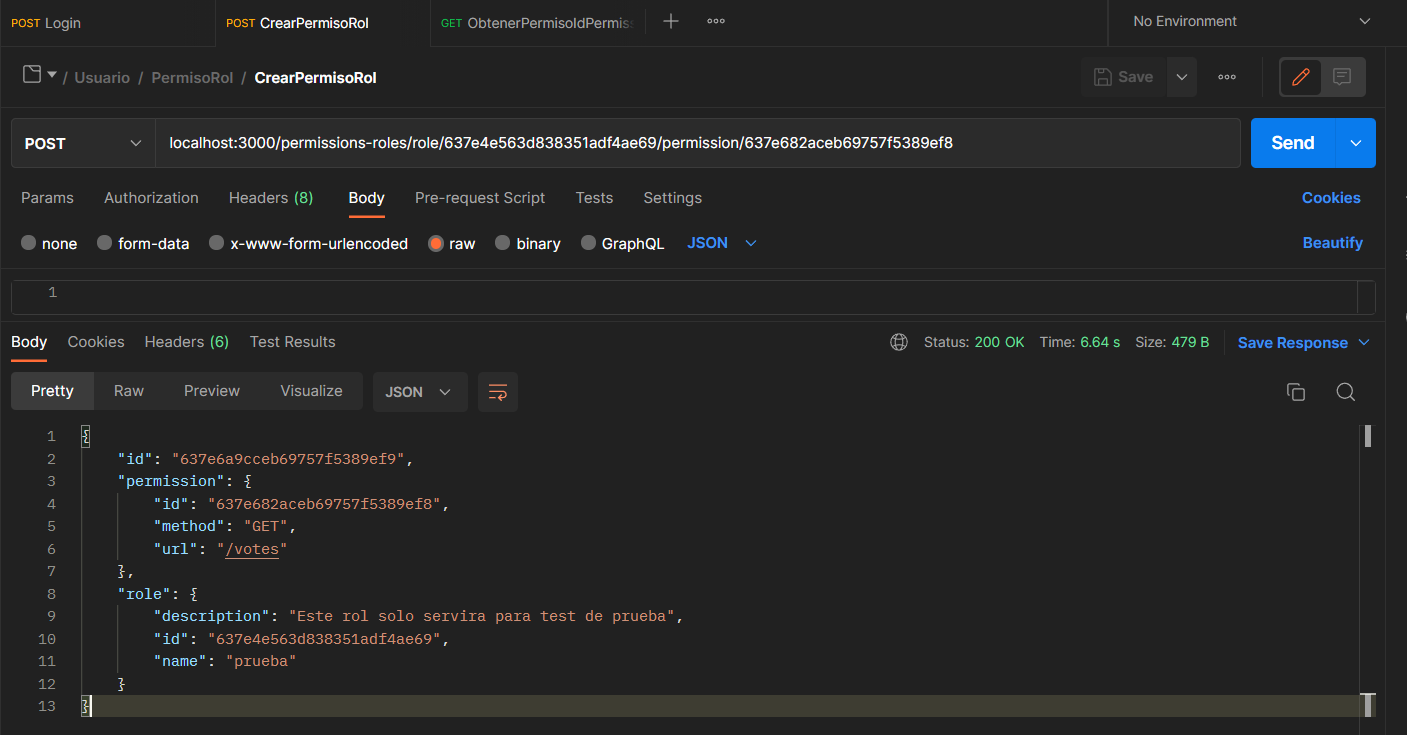 POST Login POST CrearPermisoRol GET ObtenerPermisoIdPermis No Environment
/ Usuario / PermisoRol / CrearPermisoRol Save
POST localhost:3000/permissions-roles/role/637e4e563d838351adf4ae69/permission/637e682aceb69757f5389ef8 Send
Params Authorization Headers (8) Body Pre-request Script Tests Settings Cookies
none form-data x-www-form-urlencoded raw binary GraphQL JSON Beautify
1
Body Cookies Headers (6) Test Results Status: 200 OK Time: 6.64 s Size: 479 B Save Response
Pretty Raw Preview Visualize JSON
1 {
2 "id": "637e6a9cceb69757f5389ef9",
3 "permission": {
4 "id": "637e682aceb69757f5389ef8",
5 "method": "GET",
6 "url": "/votes"
7 },
8 "role": {
9 "description": "Este rol solo servira para test de prueba",
10 "id": "637e4e563d838351adf4ae69",
11 "name": "prueba"
12 }
13 }